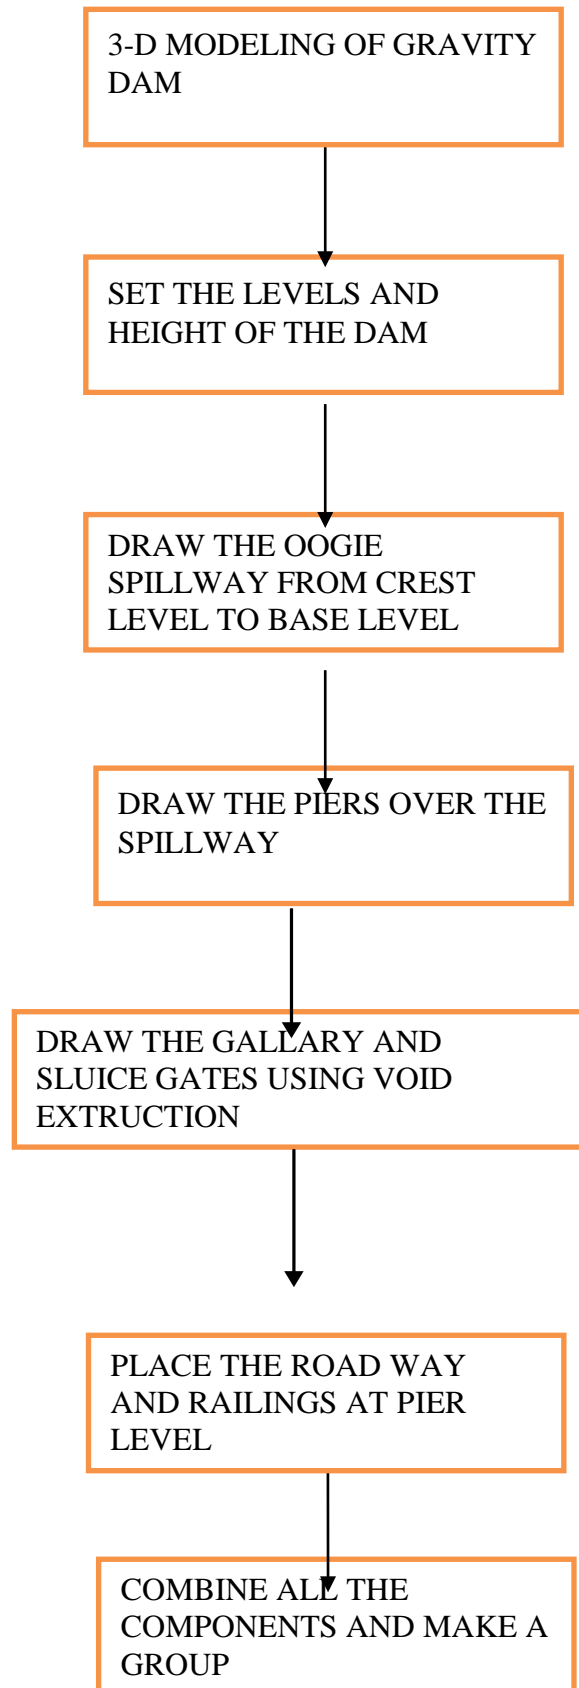 3-D MODELING OF GRAVITY
DAM
SET THE LEVELS AND
HEIGHT OF THE DAM
DRAW THE OOGIE
SPILLWAY FROM CREST
LEVEL TO BASE LEVEL
DRAW THE PIERS OVER THE
SPILLWAY
DRAW THE GALLARY AND
SLUICE GATES USING VOID
EXTRUCTION
PLACE THE ROAD WAY
AND RAILINGS AT PIER
LEVEL
COMBINE ALL THE
COMPONENTS AND MAKE A
GROUP